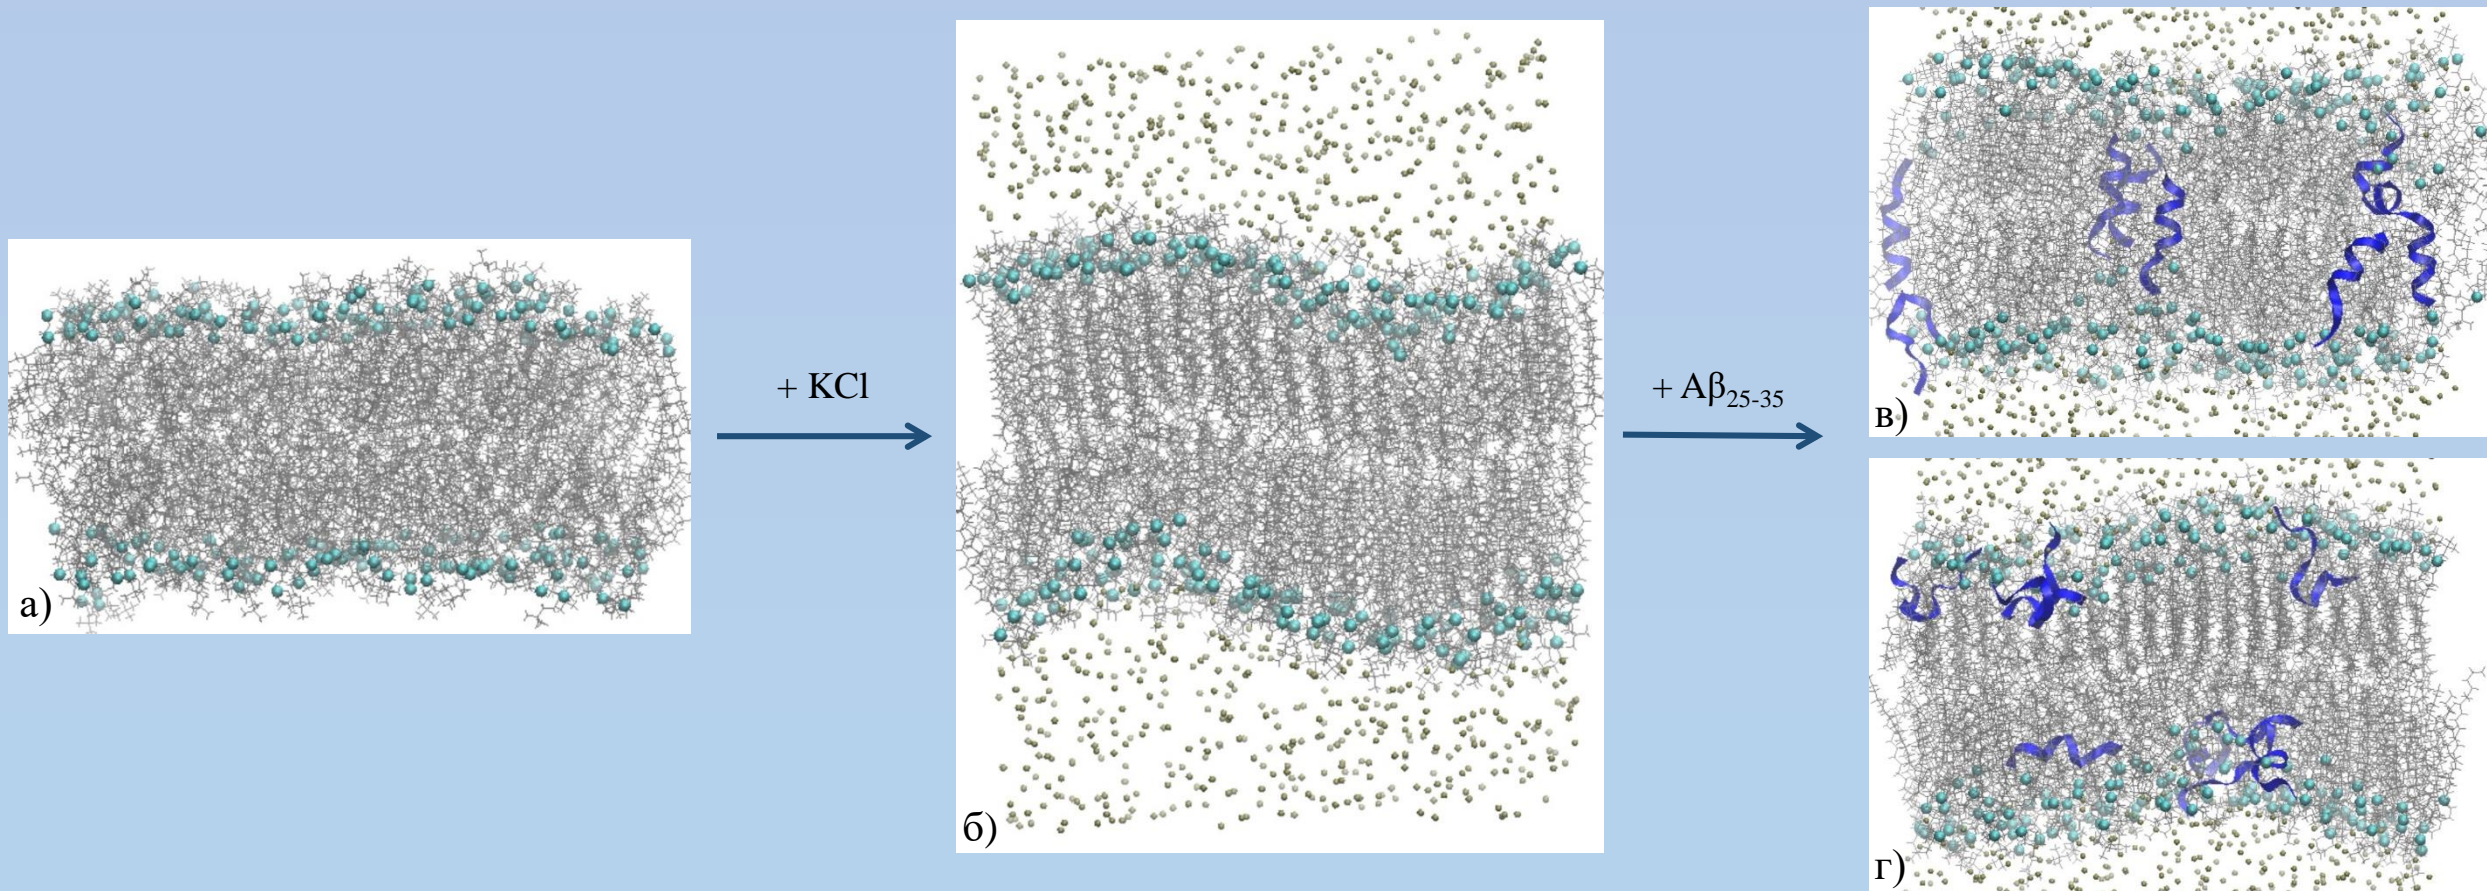 а)
+ KCl
б)
+ Aβ₂₅₋₃₅
в)
г)